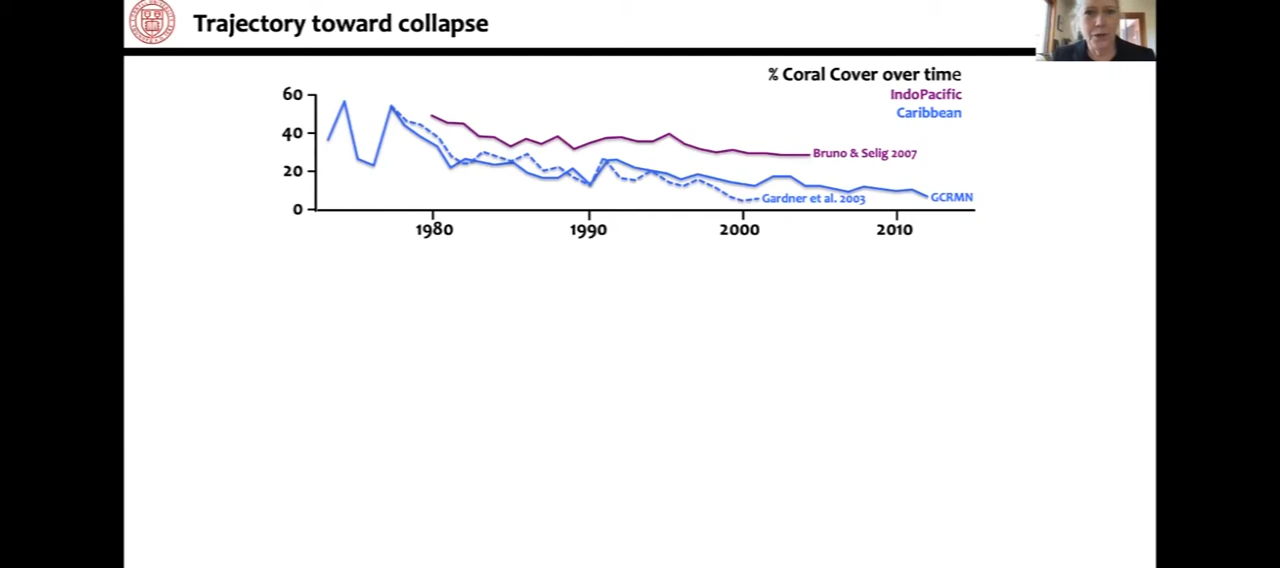 Trajectory toward collapse
% Coral Cover over time
IndoPacific
Caribbean
60
40
20
0
Bruno & Selig 2007
Gardner et al. 2003
GCRMN
1980
1990
2000
2010